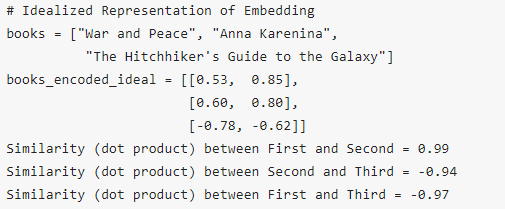 # Idealized Representation of Embedding
books = ["War and Peace", "Anna Karenina",
"The Hitchhiker's Guide to the Galaxy"]
books_encoded_ideal = [[0.53, 0.85],
[0.60, 0.80],
[-0.78, -0.62]]
Similarity (dot product) between First and Second = 0.99
Similarity (dot product) between Second and Third = -0.94
Similarity (dot product) between First and Third = -0.97